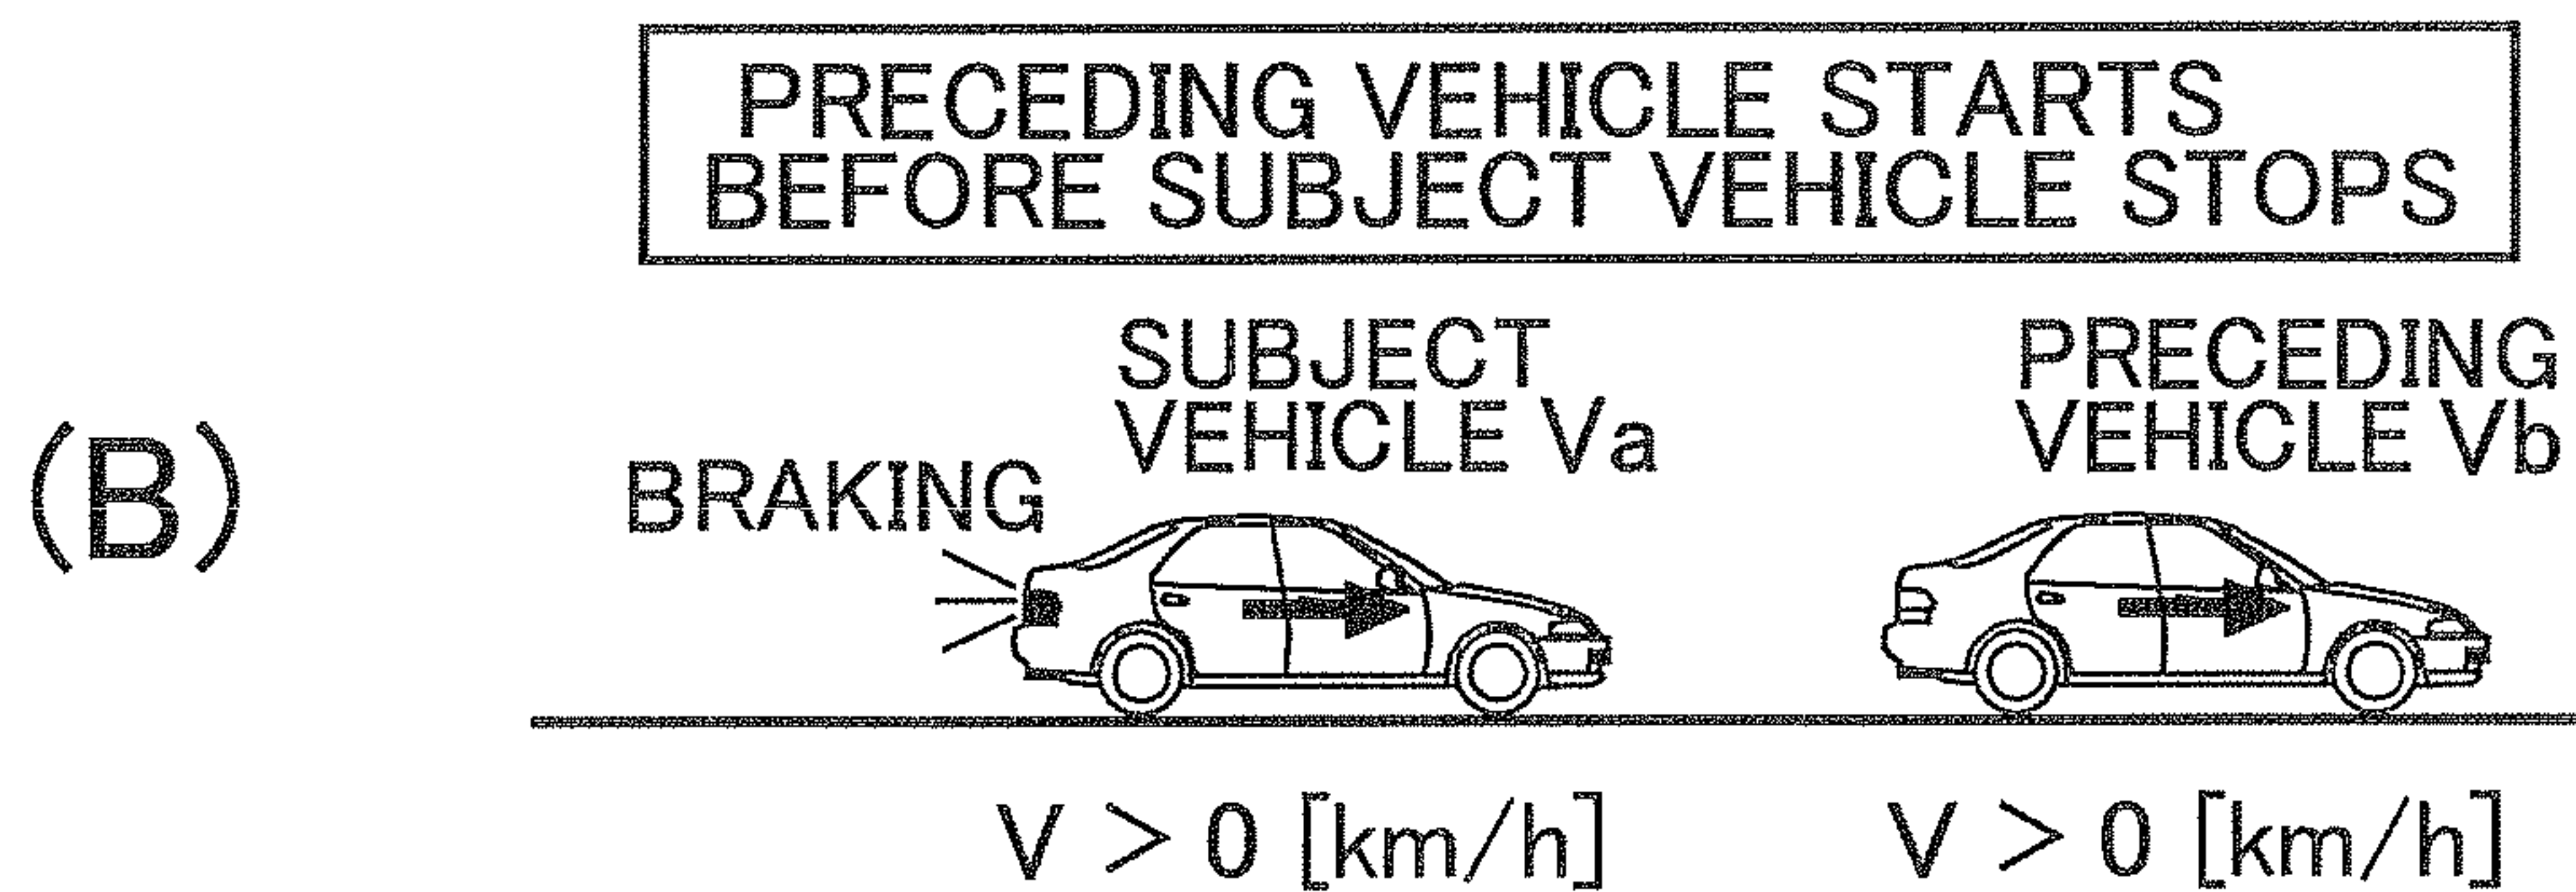 PRECEDING VEHICLE STARTS
BEFORE SUBJECT VEHICLE STOPS
(B)
BRAKING
SUBJECT
VEHICLE Va
PRECEDING
VEHICLE Vb
V > 0 [km/h]
V > 0 [km/h]